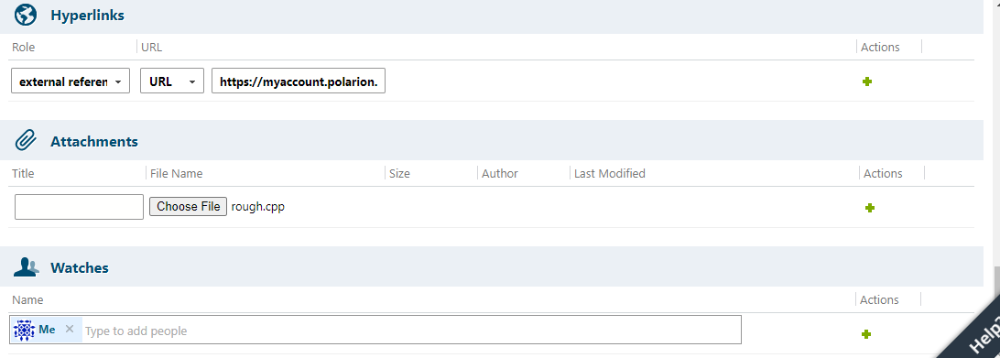 Hyperlinks
Role URL Actions
external referen URL https://myaccount.polarion.
Attachments
Title File Name Size Author Last Modified Actions
Choose File rough.cpp
Watches
Name Actions
Me Type to add people
Help?